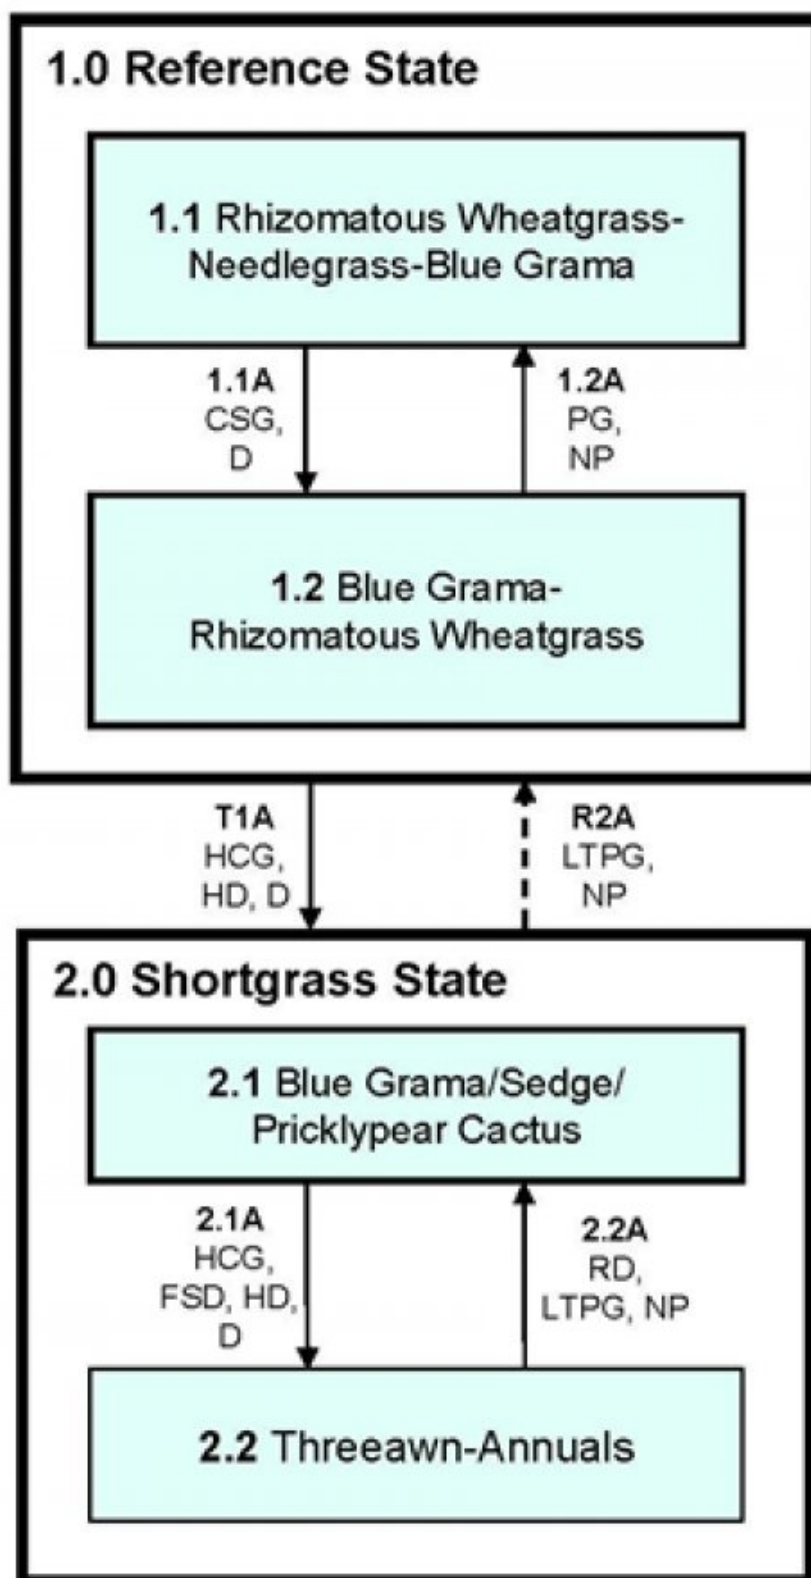 1.0 Reference State
1.1 Rhizomatous Wheatgrass-
Needlegrass-Blue Grama
1.1A
CSG,
D
1.2A
PG,
NP
1.2 Blue Grama-
Rhizomatous Wheatgrass
T1A
HCG,
HD, D
R2A
LTPG,
NP
2.0 Shortgrass State
2.1 Blue Grama/Sedge/
Pricklypear Cactus
2.1A
HCG,
FSD, HD,
D
2.2A
RD,
LTPG, NP
2.2 Threeawn-Annuals